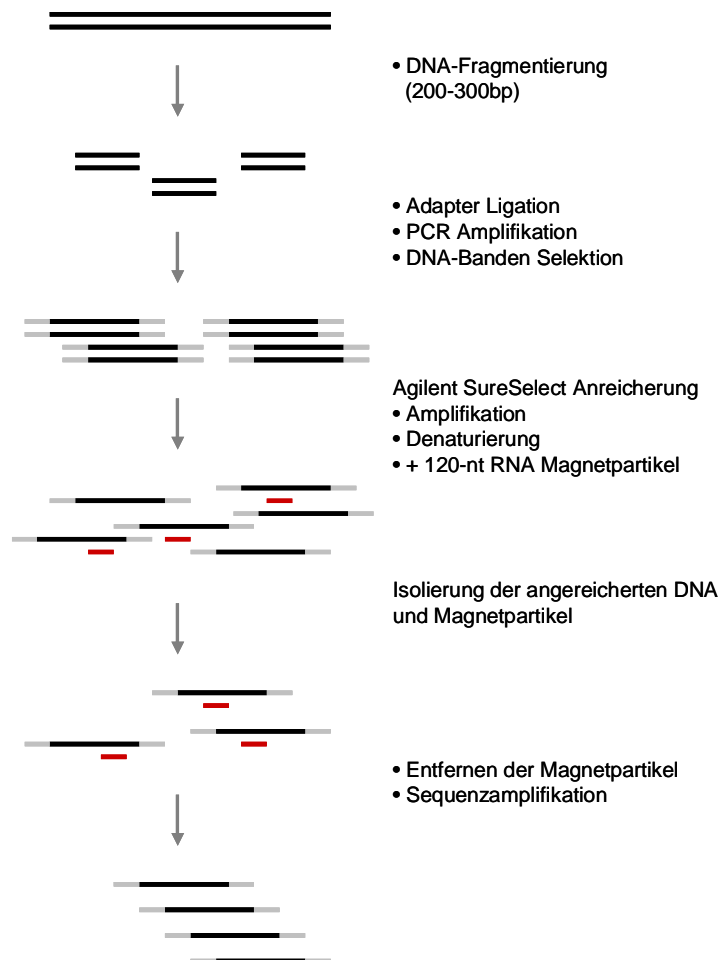 • DNA-Fragmentierung
(200-300bp)
• Adapter Ligation
• PCR Amplifikation
• DNA-Banden Selektion
Agilent SureSelect Anreicherung
• Amplifikation
• Denaturierung
• + 120-nt RNA Magnetpartikel
Isolierung der angereicherten DNA
und Magnetpartikel
• Entfernen der Magnetpartikel
• Sequenzamplifikation